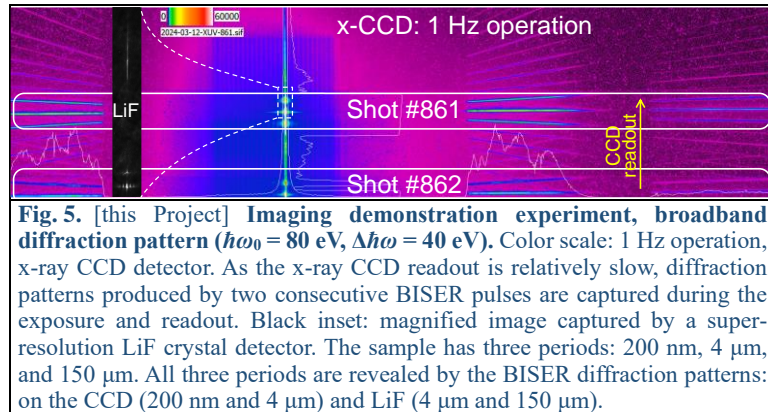 0 60000
2024-03-12-XUV-861.sif
x-CCD: 1 Hz operation
LiF
Shot #861
CCD
readout
Shot #862
Fig. 5. [this Project] Imaging demonstration experiment, broadband
diffraction pattern (ℏω₀ = 80 eV, Δℏω = 40 eV). Color scale: 1 Hz operation,
x-ray CCD detector. As the x-ray CCD readout is relatively slow, diffraction
patterns produced by two consecutive BISER pulses are captured during the
exposure and readout. Black inset: magnified image captured by a super-
resolution LiF crystal detector. The sample has three periods: 200 nm, 4 μm,
and 150 μm. All three periods are revealed by the BISER diffraction patterns:
on the CCD (200 nm and 4 μm) and LiF (4 μm and 150 μm).